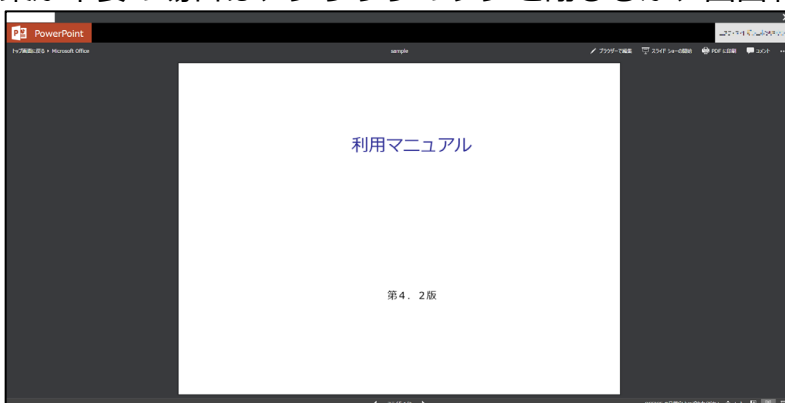 PowerPoint
トップ画面に戻る ▸ Microsoft Office
sample
ブラウザーで編集 スライド ショーの開始 PDF に印刷 コメント ...
利用マニュアル
第4．2版